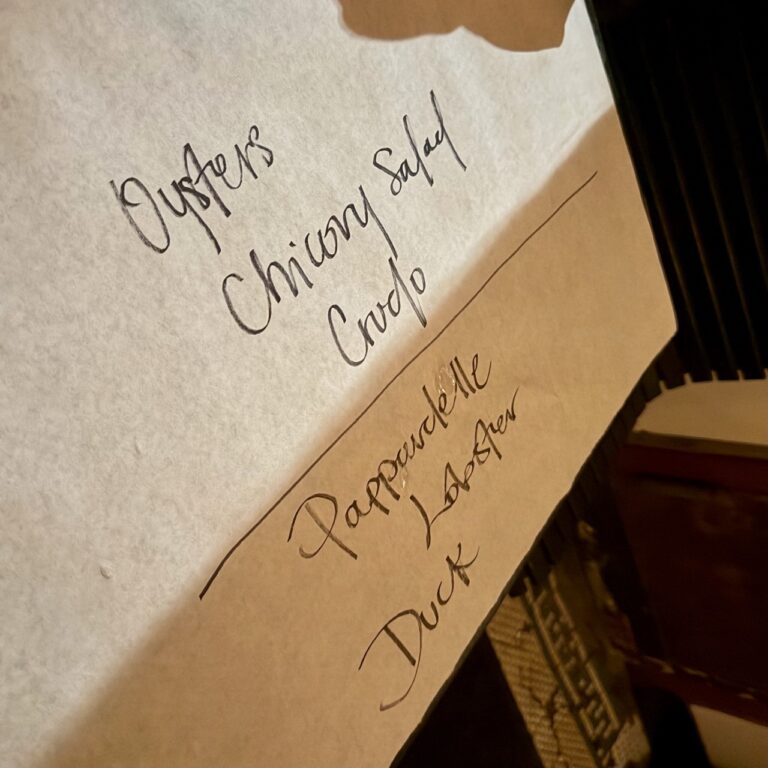 Oysters
Chicory Salad
Crudo
Pappardelle
Lobster
Duck